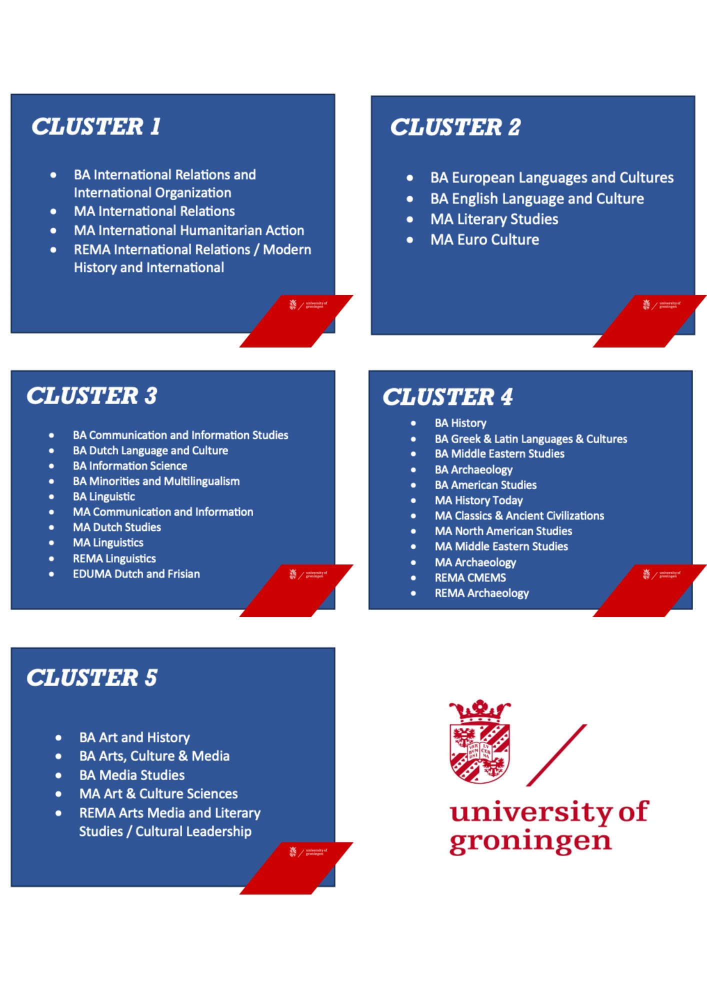 CLUSTER 1
• BA International Relations and
International Organization
• MA International Relations
• MA International Humanitarian Action
• REMA International Relations / Modern
History and International
university of
groningen
CLUSTER 2
• BA European Languages and Cultures
• BA English Language and Culture
• MA Literary Studies
• MA Euro Culture
university of
groningen
CLUSTER 3
• BA Communication and Information Studies
• BA Dutch Language and Culture
• BA Information Science
• BA Minorities and Multilingualism
• BA Linguistic
• MA Communication and Information
• MA Dutch Studies
• MA Linguistics
• REMA Linguistics
• EDUMA Dutch and Frisian
university of
groningen
CLUSTER 4
• BA History
• BA Greek & Latin Languages & Cultures
• BA Middle Eastern Studies
• BA Archaeology
• BA American Studies
• MA History Today
• MA Classics & Ancient Civilizations
• MA North American Studies
• MA Middle Eastern Studies
• MA Archaeology
• REMA CMEMS
• REMA Archaeology
university of
groningen
CLUSTER 5
• BA Art and History
• BA Arts, Culture & Media
• BA Media Studies
• MA Art & Culture Sciences
• REMA Arts Media and Literary
Studies / Cultural Leadership
university of
groningen
VER LV
BVM CER
DNI NA
university of
groningen